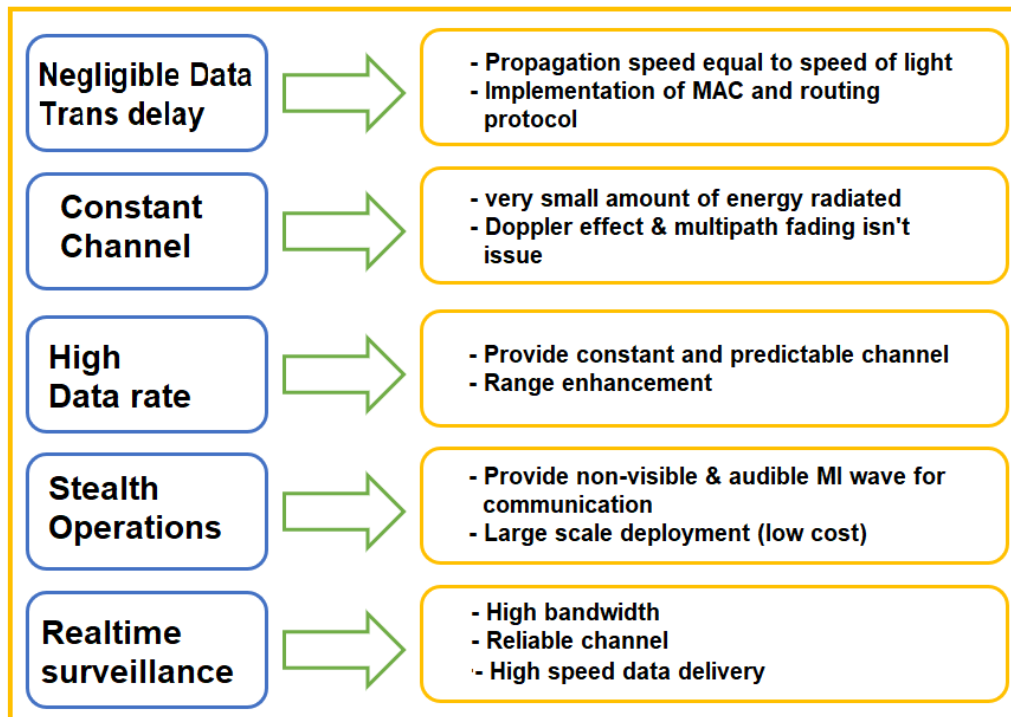 Negligible Data
Trans delay
- Propagation speed equal to speed of light
- Implementation of MAC and routing
protocol
Constant
Channel
- very small amount of energy radiated
- Doppler effect & multipath fading isn't
issue
High
Data rate
- Provide constant and predictable channel
- Range enhancement
Stealth
Operations
- Provide non-visible & audible MI wave for
communication
- Large scale deployment (low cost)
Realtime
surveillance
- High bandwidth
- Reliable channel
- High speed data delivery